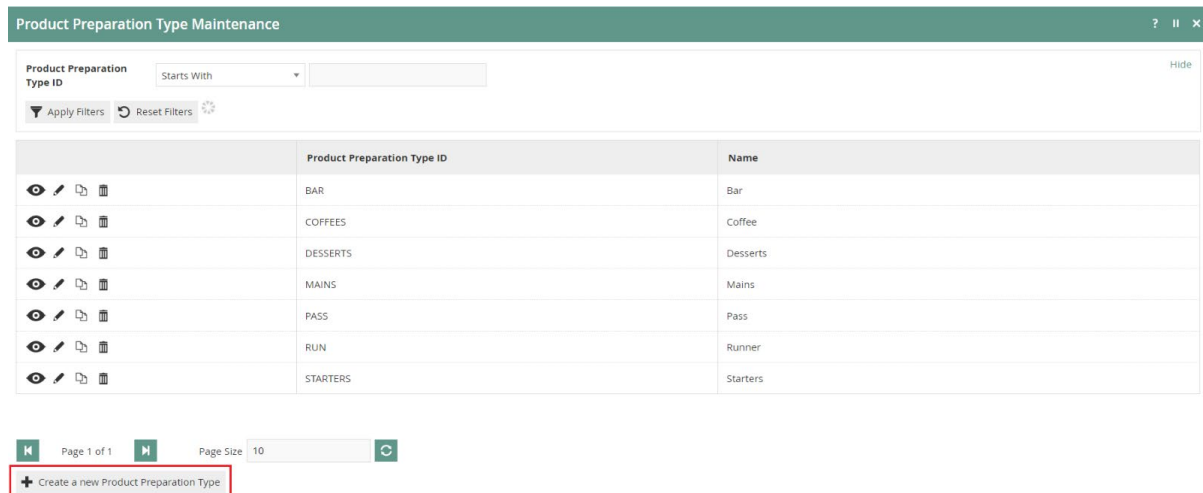 Product Preparation Type Maintenance ?
Product Preparation Type ID Starts With Hide
Apply Filters Reset Filters
Product Preparation Type ID Name
BAR Bar
COFFEES Coffee
DESSERTS Desserts
MAINS Mains
PASS Pass
RUN Runner
STARTERS Starters
Page 1 of 1 Page Size 10
Create a new Product Preparation Type